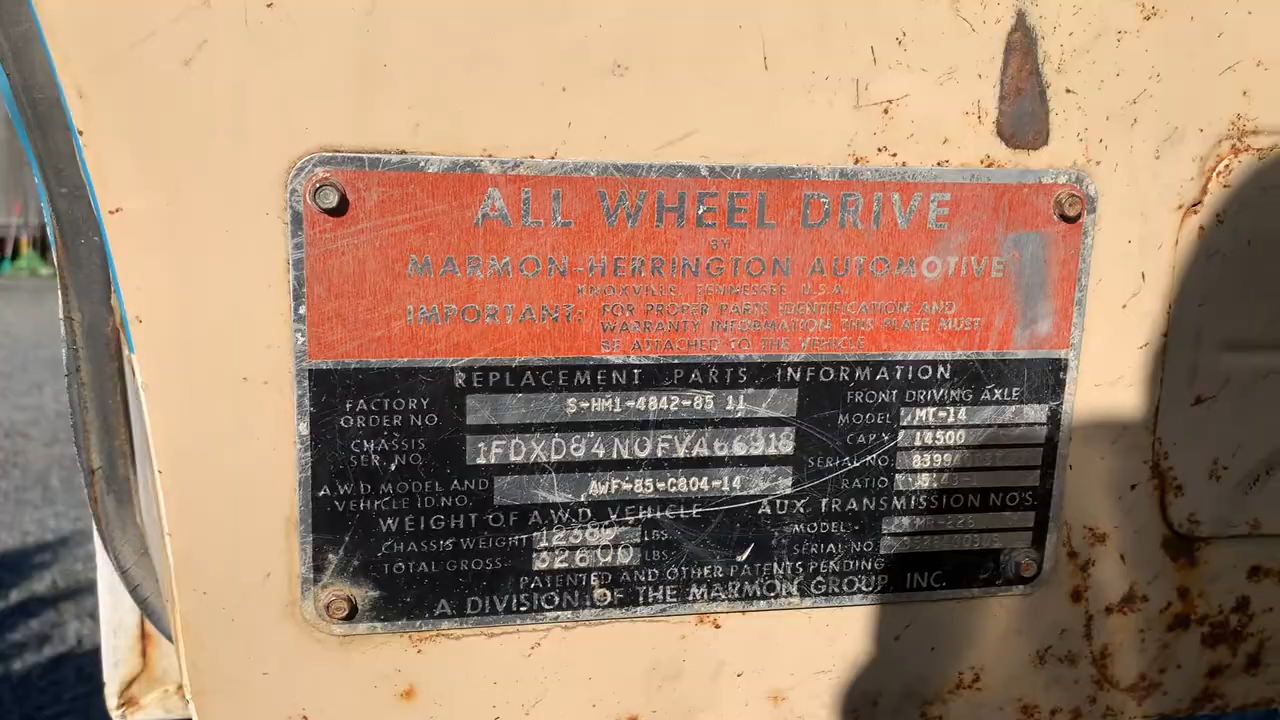 ALL WHEEL DRIVE
BY
MARMON-HERRINGTON AUTOMOTIVE
KNOXVILLE, TENNESSEE U.S.A.
IMPORTANT: FOR PROPER PARTS IDENTIFICATION AND
WARRANTY INFORMATION THIS PLATE MUST
BE ATTACHED TO THE VEHICLE
REPLACEMENT PARTS INFORMATION
FACTORY ORDER NO. S-HM1-4842-85 11
CHASSIS SER. NO. 1FDXD84N0FVA66918
A.W.D. MODEL AND VEHICLE ID.NO. AWF-85-C804-14
FRONT DRIVING AXLE
MODEL MT-14
CAP'Y 14500
SERIAL NO.
RATIO
WEIGHT OF A.W.D. VEHICLE
CHASSIS WEIGHT 12380 LBS.
TOTAL GROSS 32800 LBS.
AUX. TRANSMISSION NO'S.
MODEL
SERIAL NO.
PATENTED AND OTHER PATENTS PENDING
A DIVISION OF THE MARMON GROUP, INC.